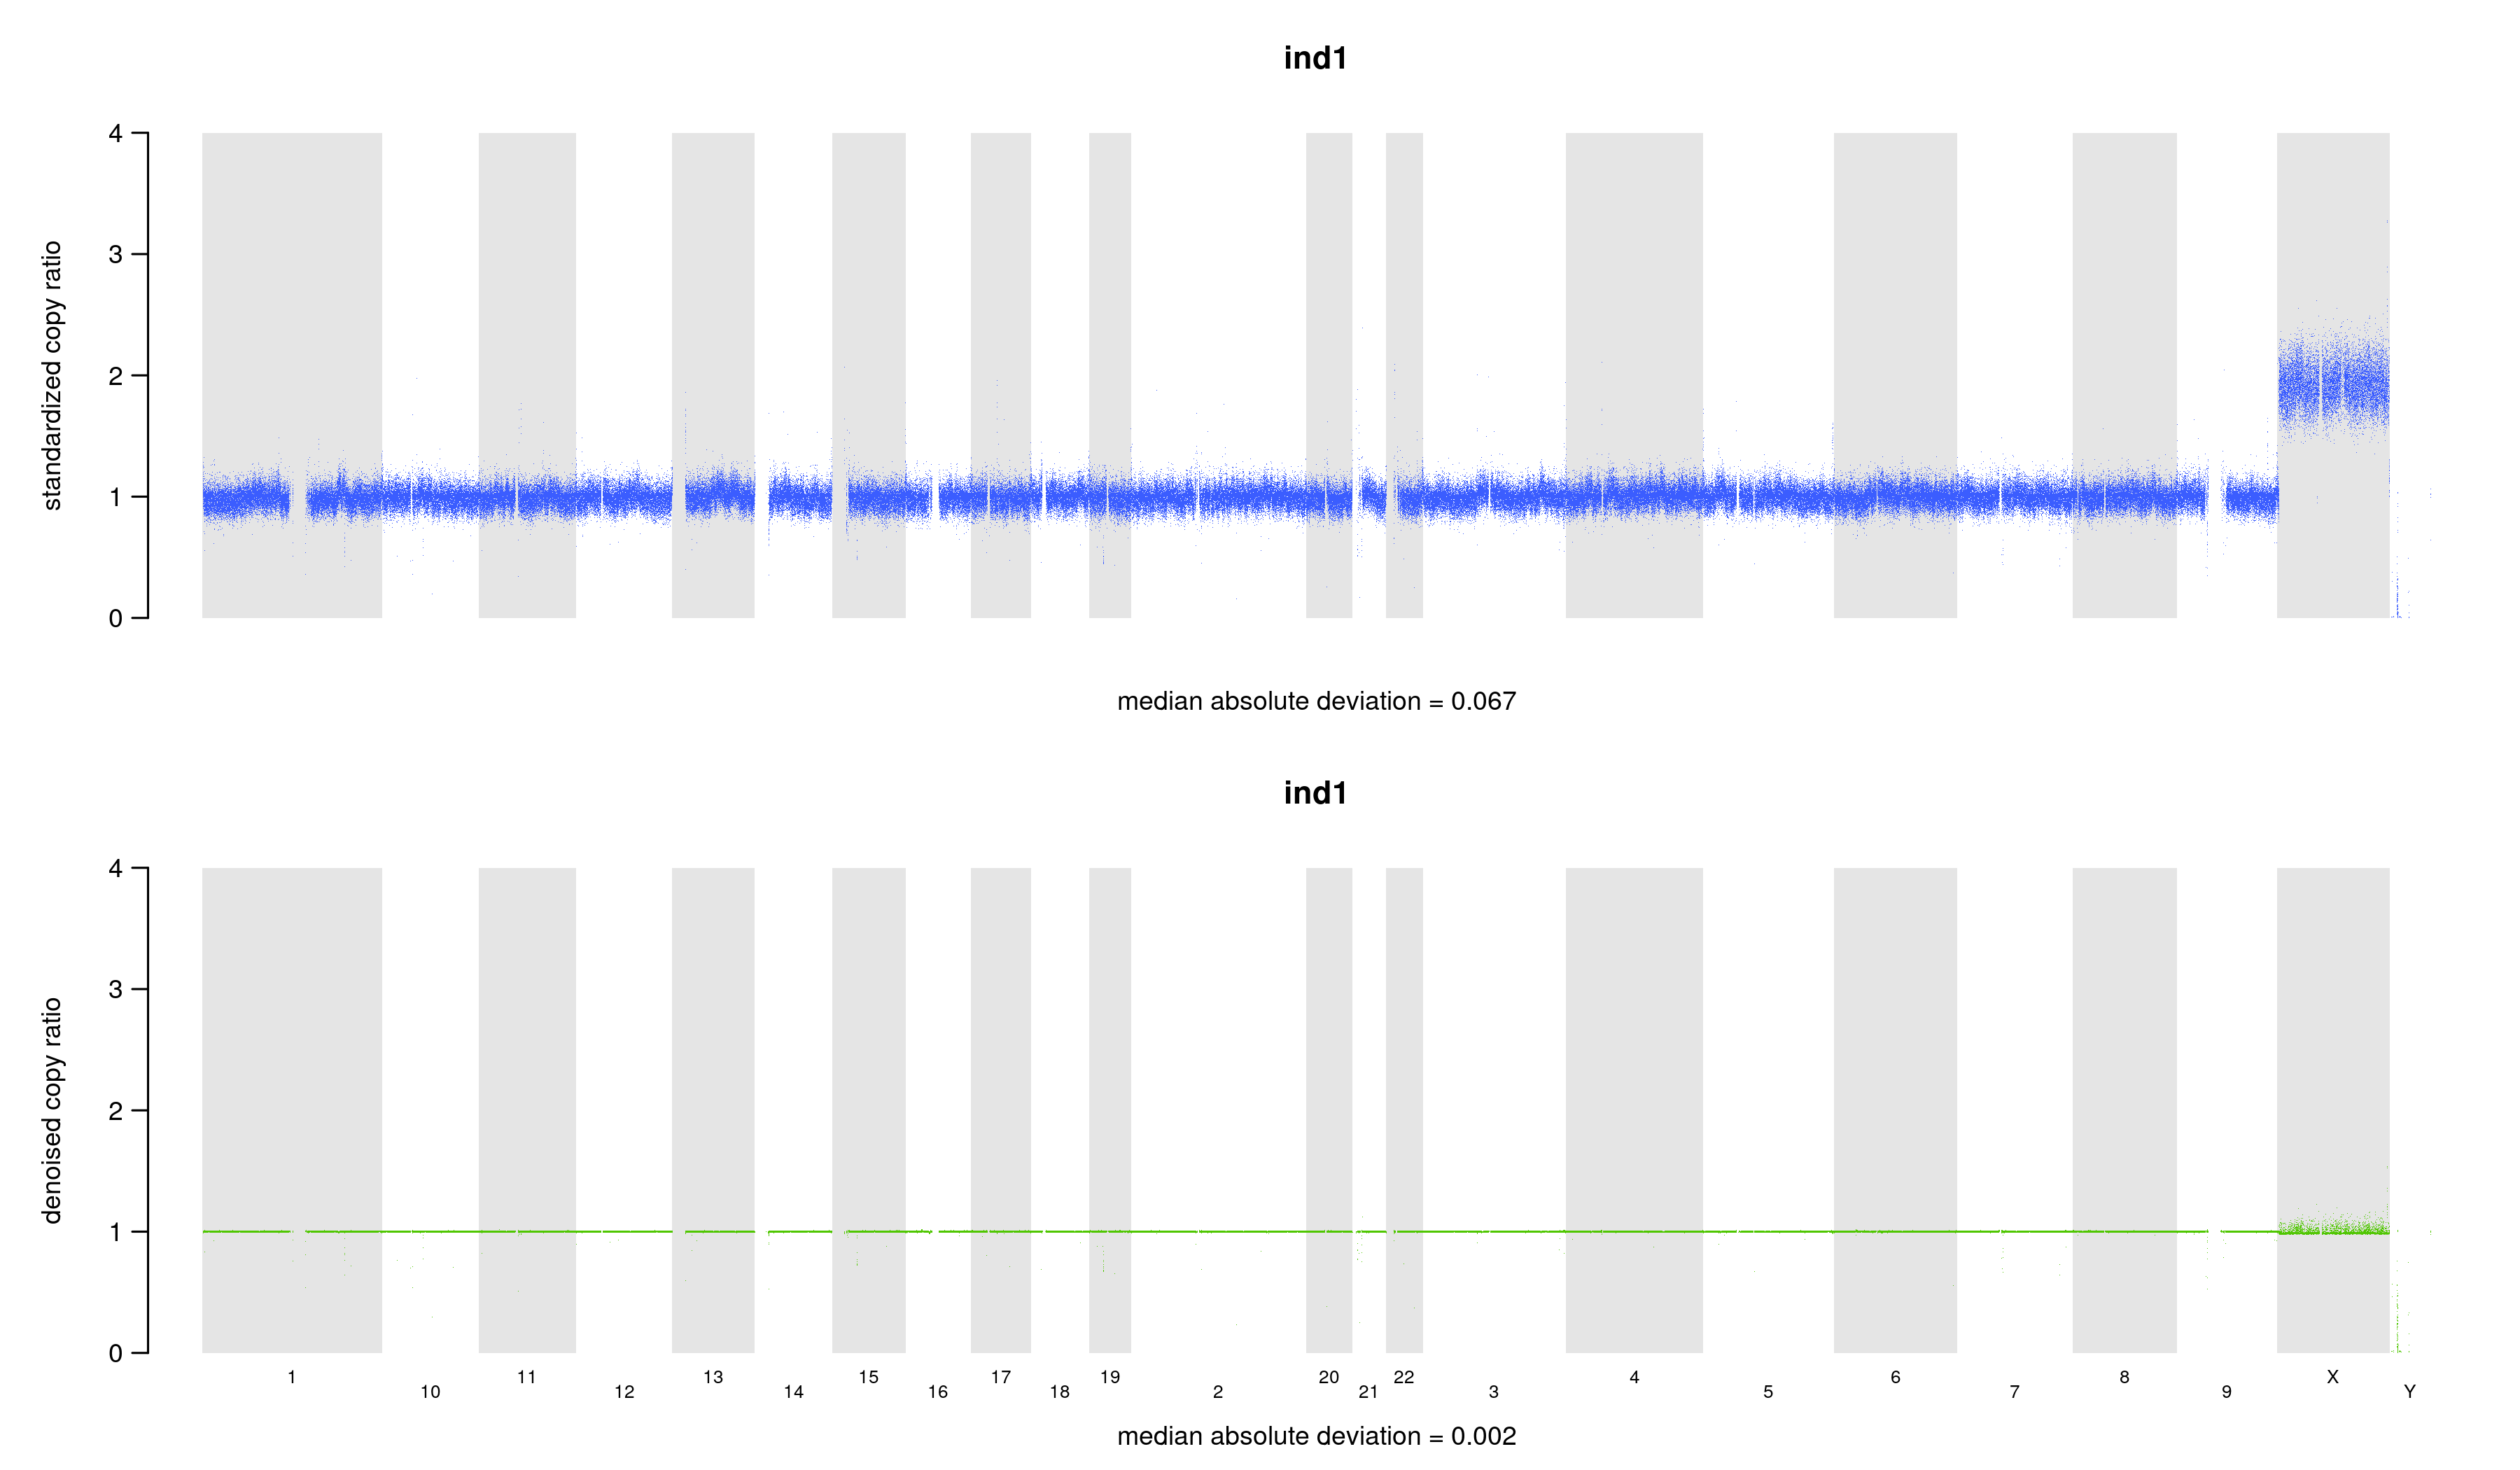 ind1
4
3
2
1
0
standardized copy ratio
median absolute deviation = 0.067
ind1
4
3
2
1
0
denoised copy ratio
1 10 11 12 13 14 15 16 17 18 19 2 20 21 22 3 4 5 6 7 8 9 X Y
median absolute deviation = 0.002